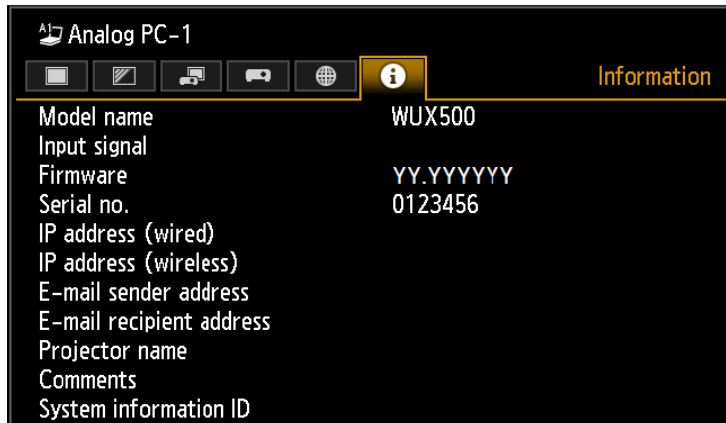 A1 Analog PC-1
Information
Model name WUX500
Input signal
Firmware YY.YYYYYY
Serial no. 0123456
IP address (wired)
IP address (wireless)
E-mail sender address
E-mail recipient address
Projector name
Comments
System information ID